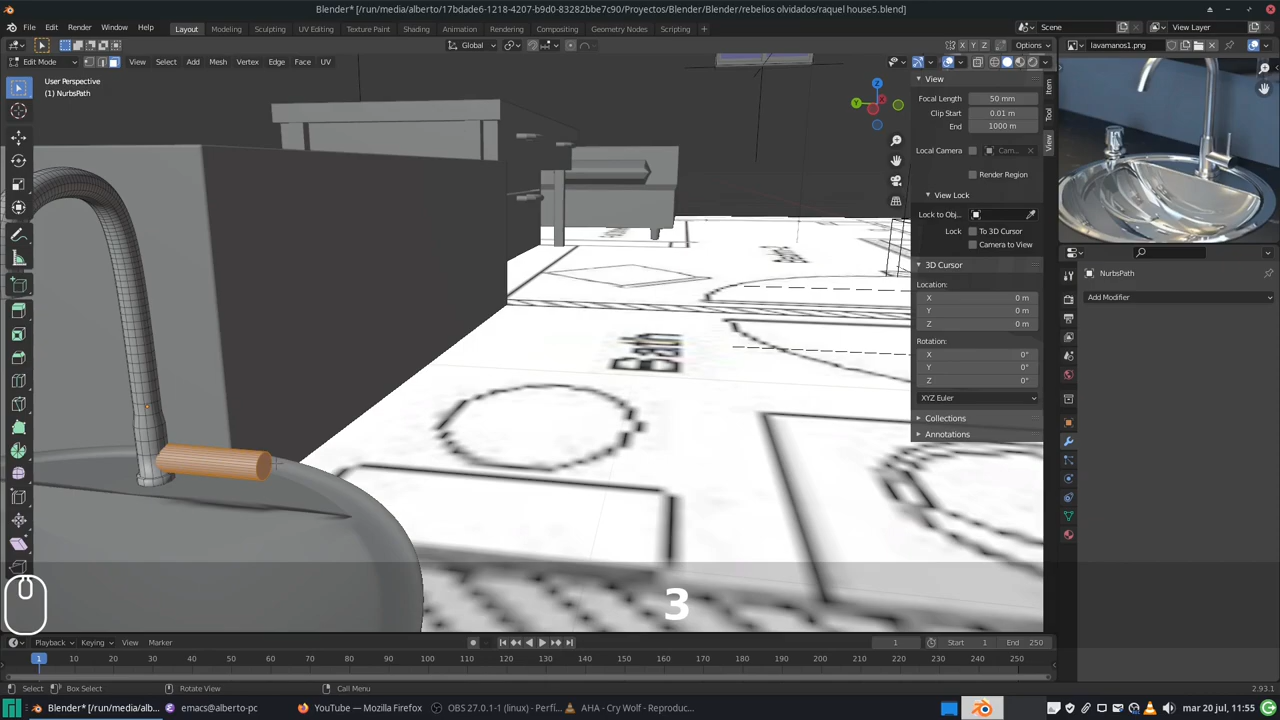 Blender* [/run/media/alberto/17bdade6-1218-4207-b9d0-83282bbe7c90/Proyectos/Blender/Blender/rebelios olvidados/raquel house5.blend]
File Edit Render Window Help Layout Modeling Sculpting UV Editing Texture Paint Shading Animation Rendering Compositing Geometry Nodes Scripting + Scene View Layer
Global X Y Z Options lavamanos1.png
Edit Mode View Select Add Mesh Vertex Edge Face UV
User Perspective
(1) NurbsPath
Z
Y
View
Focal Length 50 mm
Clip Start 0.01 m
End 1000 m
Local Camera Cam...
Render Region
View Lock
Lock to Obj...
Lock To 3D Cursor
Camera to View
3D Cursor
Location:
X 0 m
Y 0 m
Z 0 m
Rotation:
X 0°
Y 0°
Z 0°
XYZ Euler
Collections
Annotations
Item
Tool
View
NurbsPath
Add Modifier
Bath
3
Playback Keying View Marker 1 Start 1 End 250
1 10 20 30 40 50 60 70 80 90 100 110 120 130 140 150 160 170 180 190 200 210 220 230 240 250
Select Box Select Rotate View Call Menu 2.93.1
Blender* [/run/media/alb... emacs@alberto-pc YouTube — Mozilla Firefox OBS 27.0.1-1 (linux) - Perfi... AHA - Cry Wolf - Reproduc... mar 20 jul, 11:55